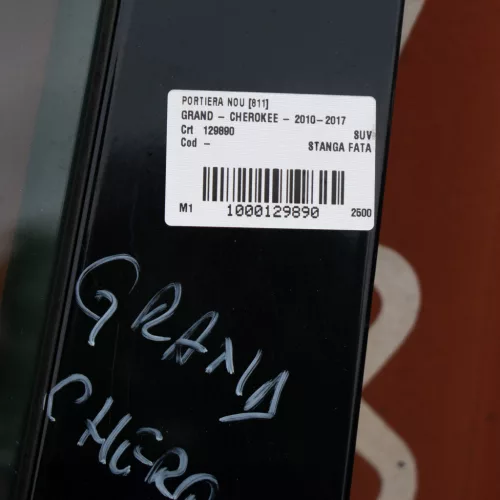 PORTIERA NOU [811]
GRAND - CHEROKEE - 2010-2017
Crt 129890 SUV
Cod - STANGA FATA
M1 1000129890 2500
GRAND
CHERO